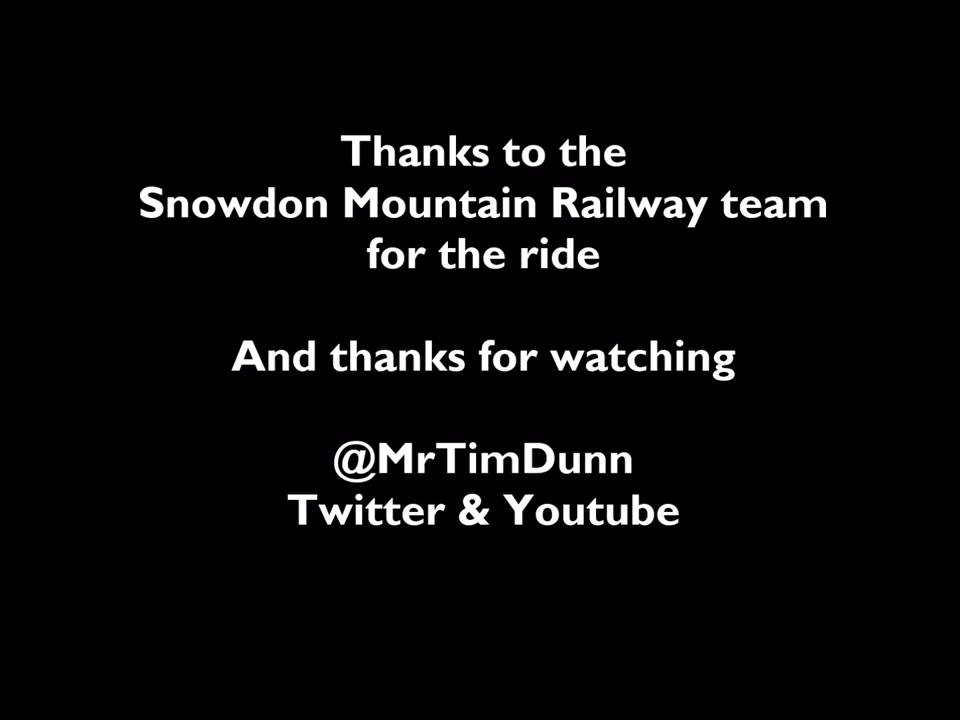 Thanks to the
Snowdon Mountain Railway team
for the ride
And thanks for watching
@MrTimDunn
Twitter & Youtube